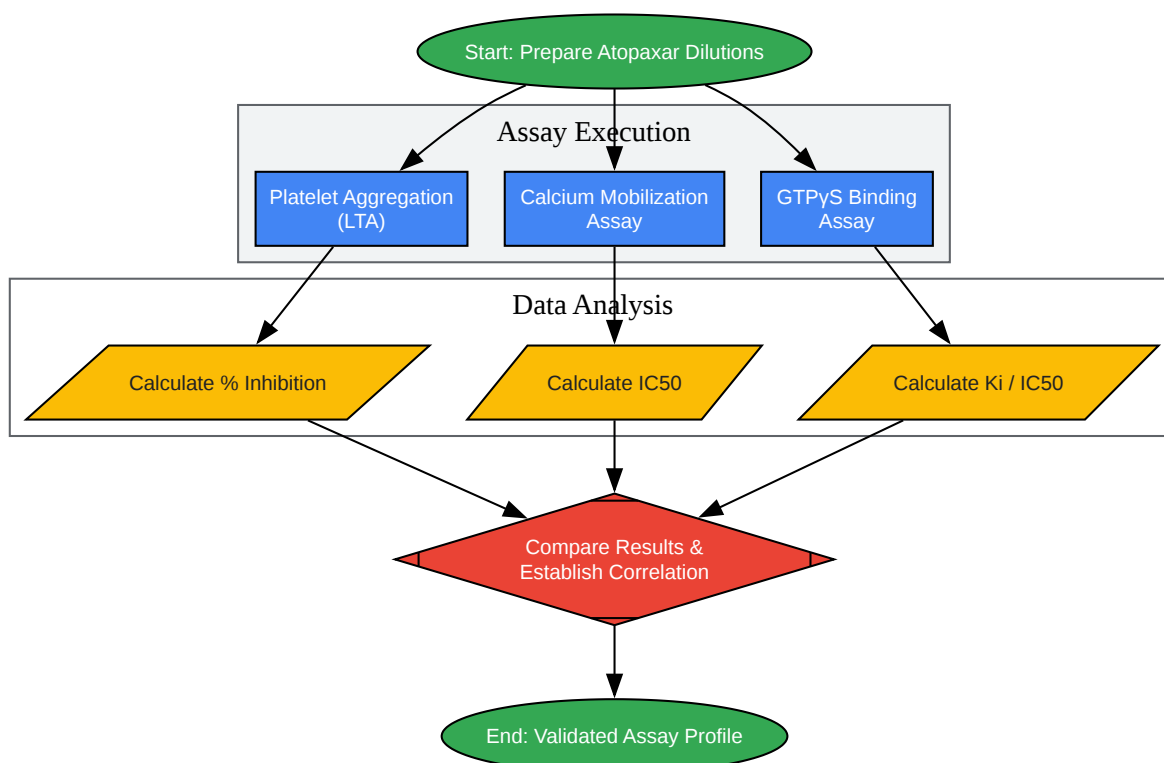 Start: Prepare Atopaxar Dilutions
Assay Execution
Platelet Aggregation
(LTA)
Calcium Mobilization
Assay
GTPγS Binding
Assay
Data Analysis
Calculate % Inhibition
Calculate IC50
Calculate Ki / IC50
Compare Results &
Establish Correlation
End: Validated Assay Profile